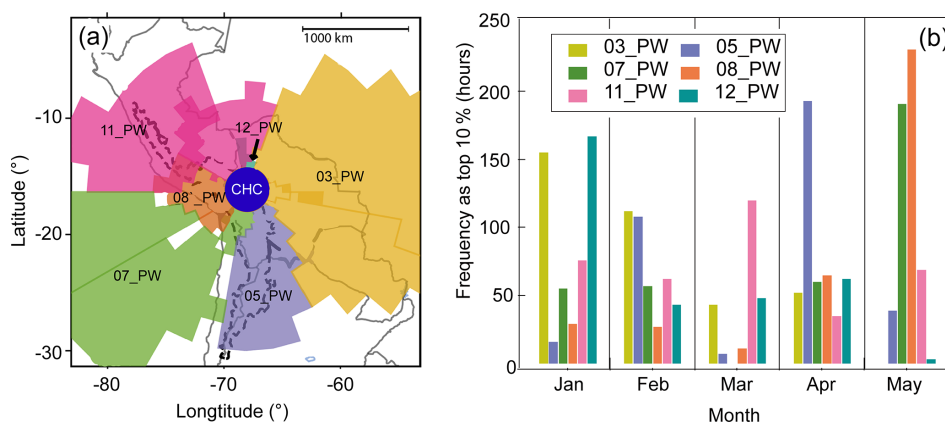 (a)
1000 km
11_PW
12_PW
03_PW
08_PW
CHC
07_PW
05_PW
-10
-20
-30
-80
-70
-60
Latitude (°)
Longtitude (°)
(b)
03_PW
05_PW
07_PW
08_PW
11_PW
12_PW
250
200
150
100
50
0
Frequency as top 10 % (hours)
Jan
Feb
Mar
Apr
May
Month